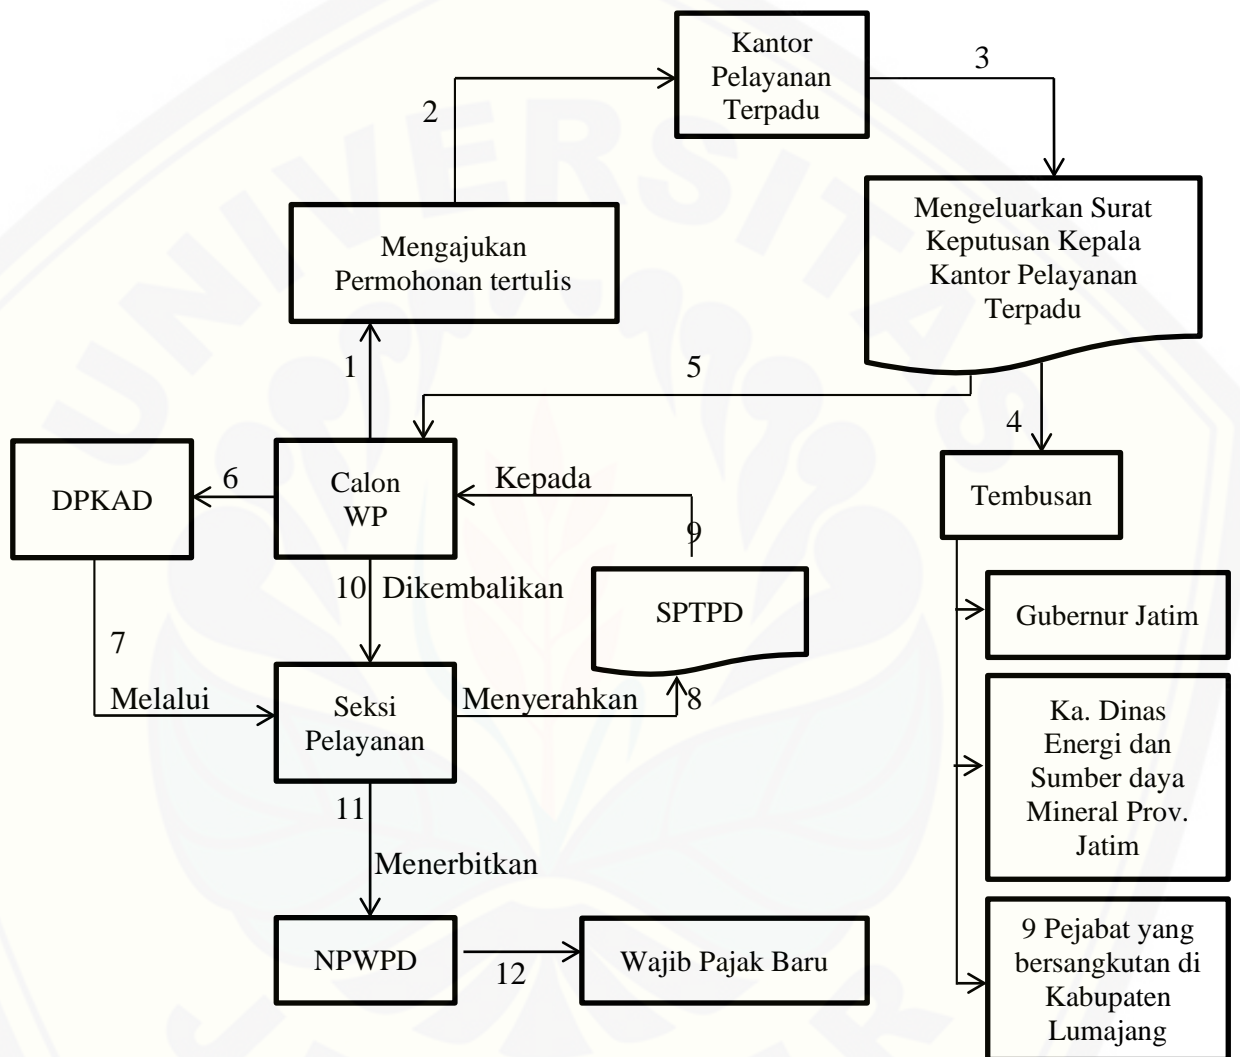 Kantor
Pelayanan
Terpadu
3
2
Mengajukan
Permohonan tertulis
Mengeluarkan Surat
Keputusan Kepala
Kantor Pelayanan
Terpadu
1
5
4
DPKAD
6
Calon
WP
Kepada
9
Tembusan
10 Dikembalikan
SPTPD
Gubernur Jatim
7
Melalui
Seksi
Pelayanan
Menyerahkan
8
Ka. Dinas
Energi dan
Sumber daya
Mineral Prov.
Jatim
11
Menerbitkan
NPWPD
12
Wajib Pajak Baru
9 Pejabat yang
bersangkutan di
Kabupaten
Lumajang
UNIVERSITAS